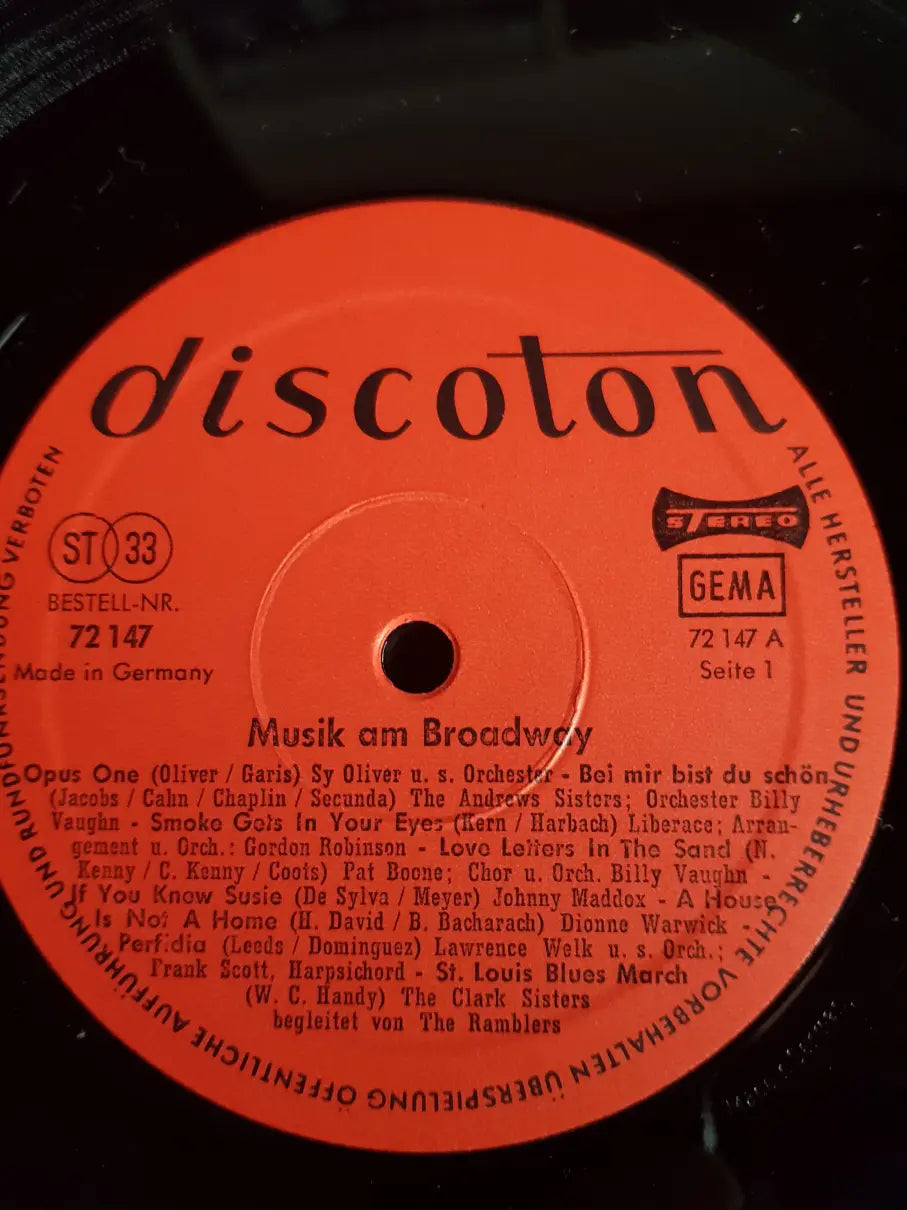 discoton
ST 33
STEREO
GEMA
BESTELL-NR.
72 147
Made in Germany
72 147 A
Seite 1
Musik am Broadway
Opus One (Oliver / Garis) Sy Oliver u. s. Orchester - Bei mir bist du schön
(Jacobs / Cahn / Chaplin / Secunda) The Andrews Sisters; Orchester Billy
Vaughn - Smoke Gets In Your Eyes (Kern / Harbach) Liberace; Arran-
gement u. Orch.: Gordon Robinson - Love Letters In The Sand (N.
Kenny / C. Kenny / Coots) Pat Boone; Chor u. Orch. Billy Vaughn -
If You Knew Susie (De Sylva / Meyer) Johnny Maddox - A House
Is Not A Home (H. David / B. Bacharach) Dionne Warwick -
Perfidia (Leeds / Dominguez) Lawrence Welk u. s. Orch.;
Frank Scott, Harpsichord - St. Louis Blues March
(W. C. Handy) The Clark Sisters
begleitet von The Ramblers
ALLE HERSTELLER UND URHEBERRECHTE VORBEHALTEN ÜBERSPIELUNG ÖFFENTLICHE AUFFÜHRUNG UND RUNDFUNKSENDUNG VERBOTEN